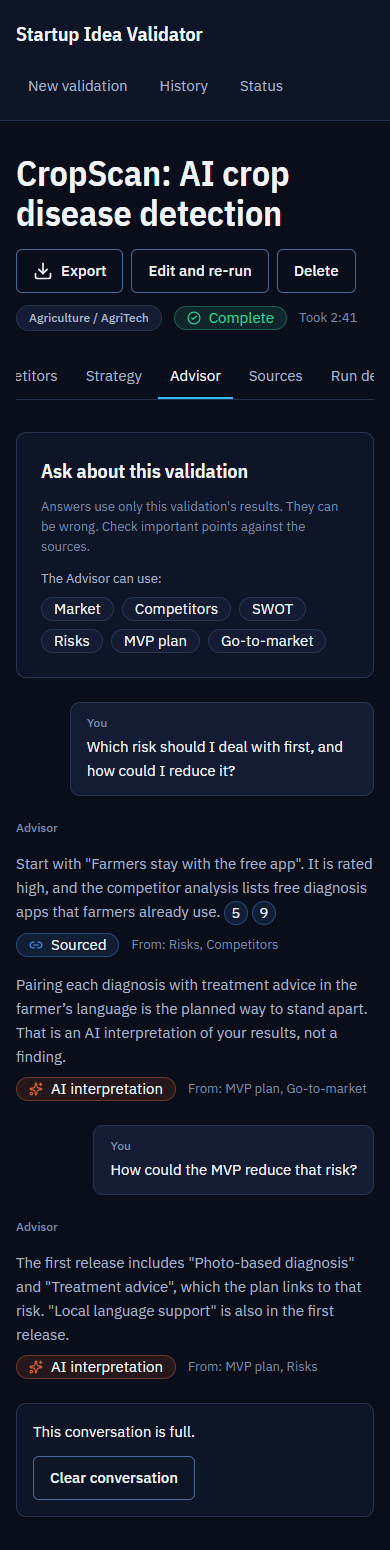 Startup Idea Validator
New validation History Status
CropScan: AI crop
disease detection
Export Edit and re-run Delete
Agriculture / AgriTech Complete Took 2:41
etitors Strategy Advisor Sources Run de
Ask about this validation
Answers use only this validation's results. They can
be wrong. Check important points against the
sources.
The Advisor can use:
Market Competitors SWOT
Risks MVP plan Go-to-market
You
Which risk should I deal with first, and
how could I reduce it?
Advisor
Start with "Farmers stay with the free app". It is rated
high, and the competitor analysis lists free diagnosis
apps that farmers already use. 5 9
Sourced From: Risks, Competitors
Pairing each diagnosis with treatment advice in the
farmer’s language is the planned way to stand apart.
That is an AI interpretation of your results, not a
finding.
AI interpretation From: MVP plan, Go-to-market
You
How could the MVP reduce that risk?
Advisor
The first release includes "Photo-based diagnosis"
and "Treatment advice", which the plan links to that
risk. "Local language support" is also in the first
release.
AI interpretation From: MVP plan, Risks
This conversation is full.
Clear conversation